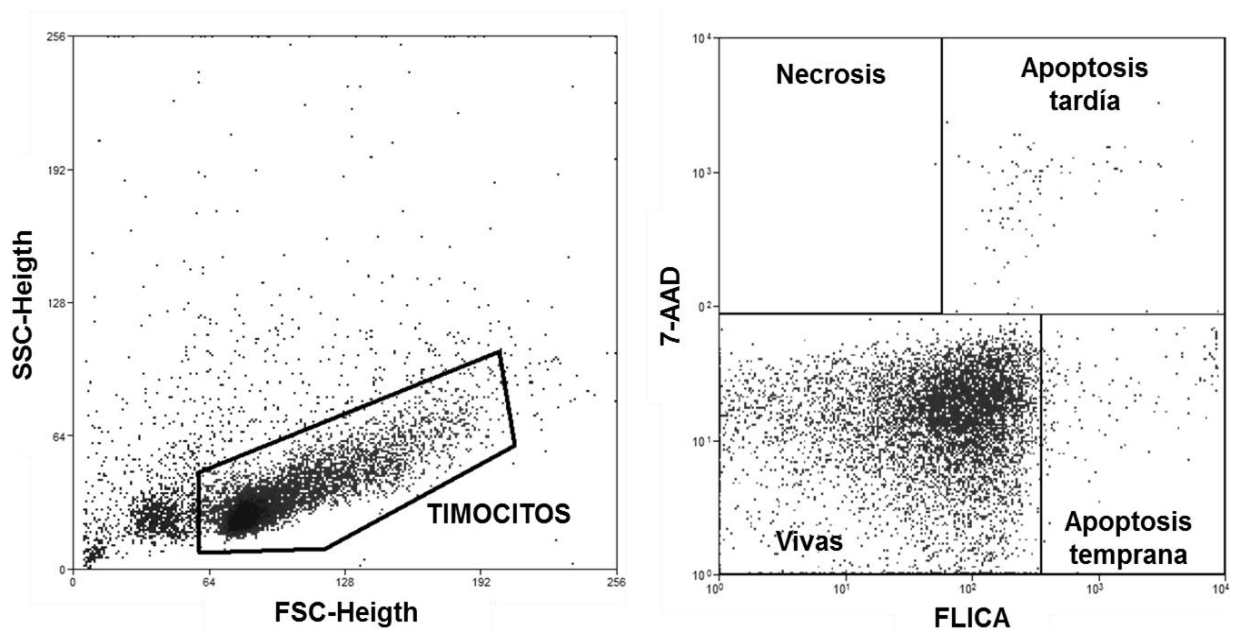 256
192
128
64
0
0
64
128
192
256
SSC-Heigth
FSC-Heigth
TIMOCITOS
10⁴
10³
0²
10¹
10⁰
10⁰
10¹
10²
10³
10⁴
7-AAD
FLICA
Necrosis
Apoptosis
tardía
Vivas
Apoptosis
temprana